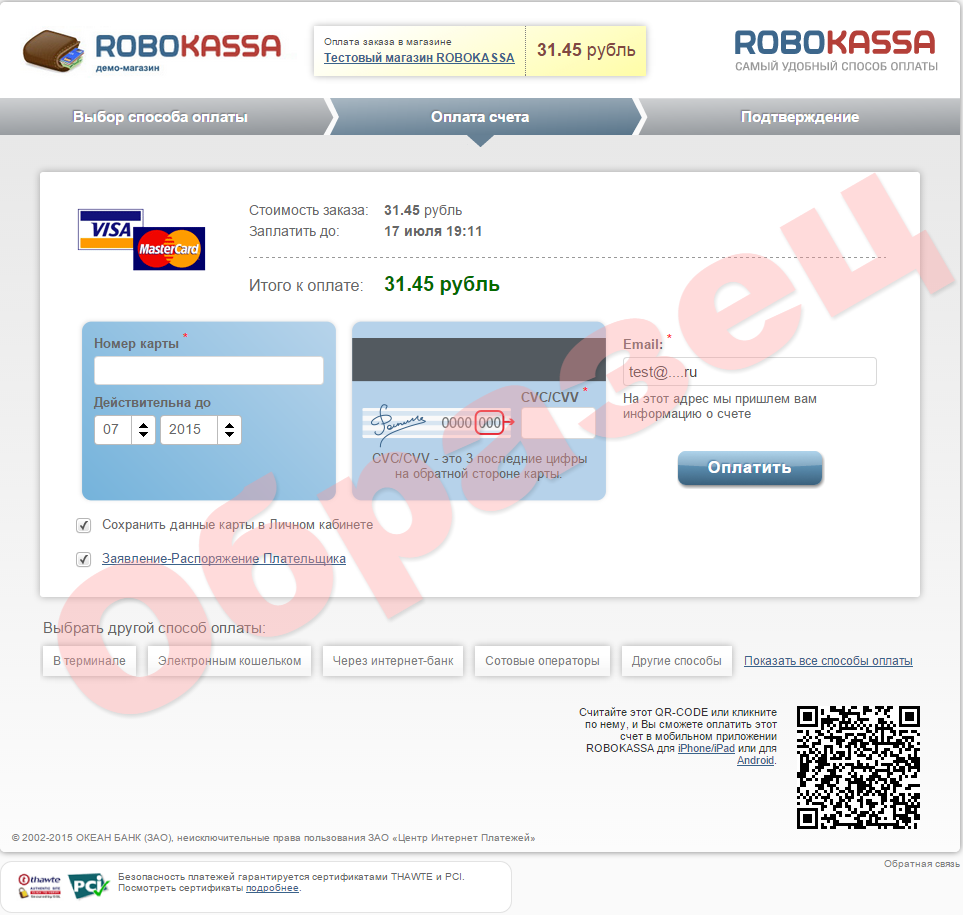 ROBOKASSA
демо-магазин
Оплата заказа в магазине
Тестовый магазин ROBOKASSA
31.45 рубль
ROBOKASSA
САМЫЙ УДОБНЫЙ СПОСОБ ОПЛАТЫ
Выбор способа оплаты
Оплата счета
Подтверждение
VISA
MasterCard
Стоимость заказа: 31.45 рубль
Заплатить до: 17 июля 19:11
Итого к оплате: 31.45 рубль
Номер карты *
Действительна до
07 2015
CVC/CVV *
0000 000
CVC/CVV - это 3 последние цифры
на обратной стороне карты.
Email: *
test@....ru
На этот адрес мы пришлем вам
информацию о счете
Оплатить
Сохранить данные карты в Личном кабинете
Заявление-Распоряжение Плательщика
Образец
Выбрать другой способ оплаты:
В терминале
Электронным кошельком
Через интернет-банк
Сотовые операторы
Другие способы
Показать все способы оплаты
Считайте этот QR-CODE или кликните
по нему, и Вы сможете оплатить этот
счет в мобильном приложении
ROBOKASSA для iPhone/iPad или для
Android.
© 2002-2015 ОКЕАН БАНК (ЗАО), неисключительные права пользования ЗАО «Центр Интернет Платежей»
Обратная связь
thawte
PCI
Безопасность платежей гарантируется сертификатами THAWTE и PCI.
Посмотреть сертификаты подробнее.